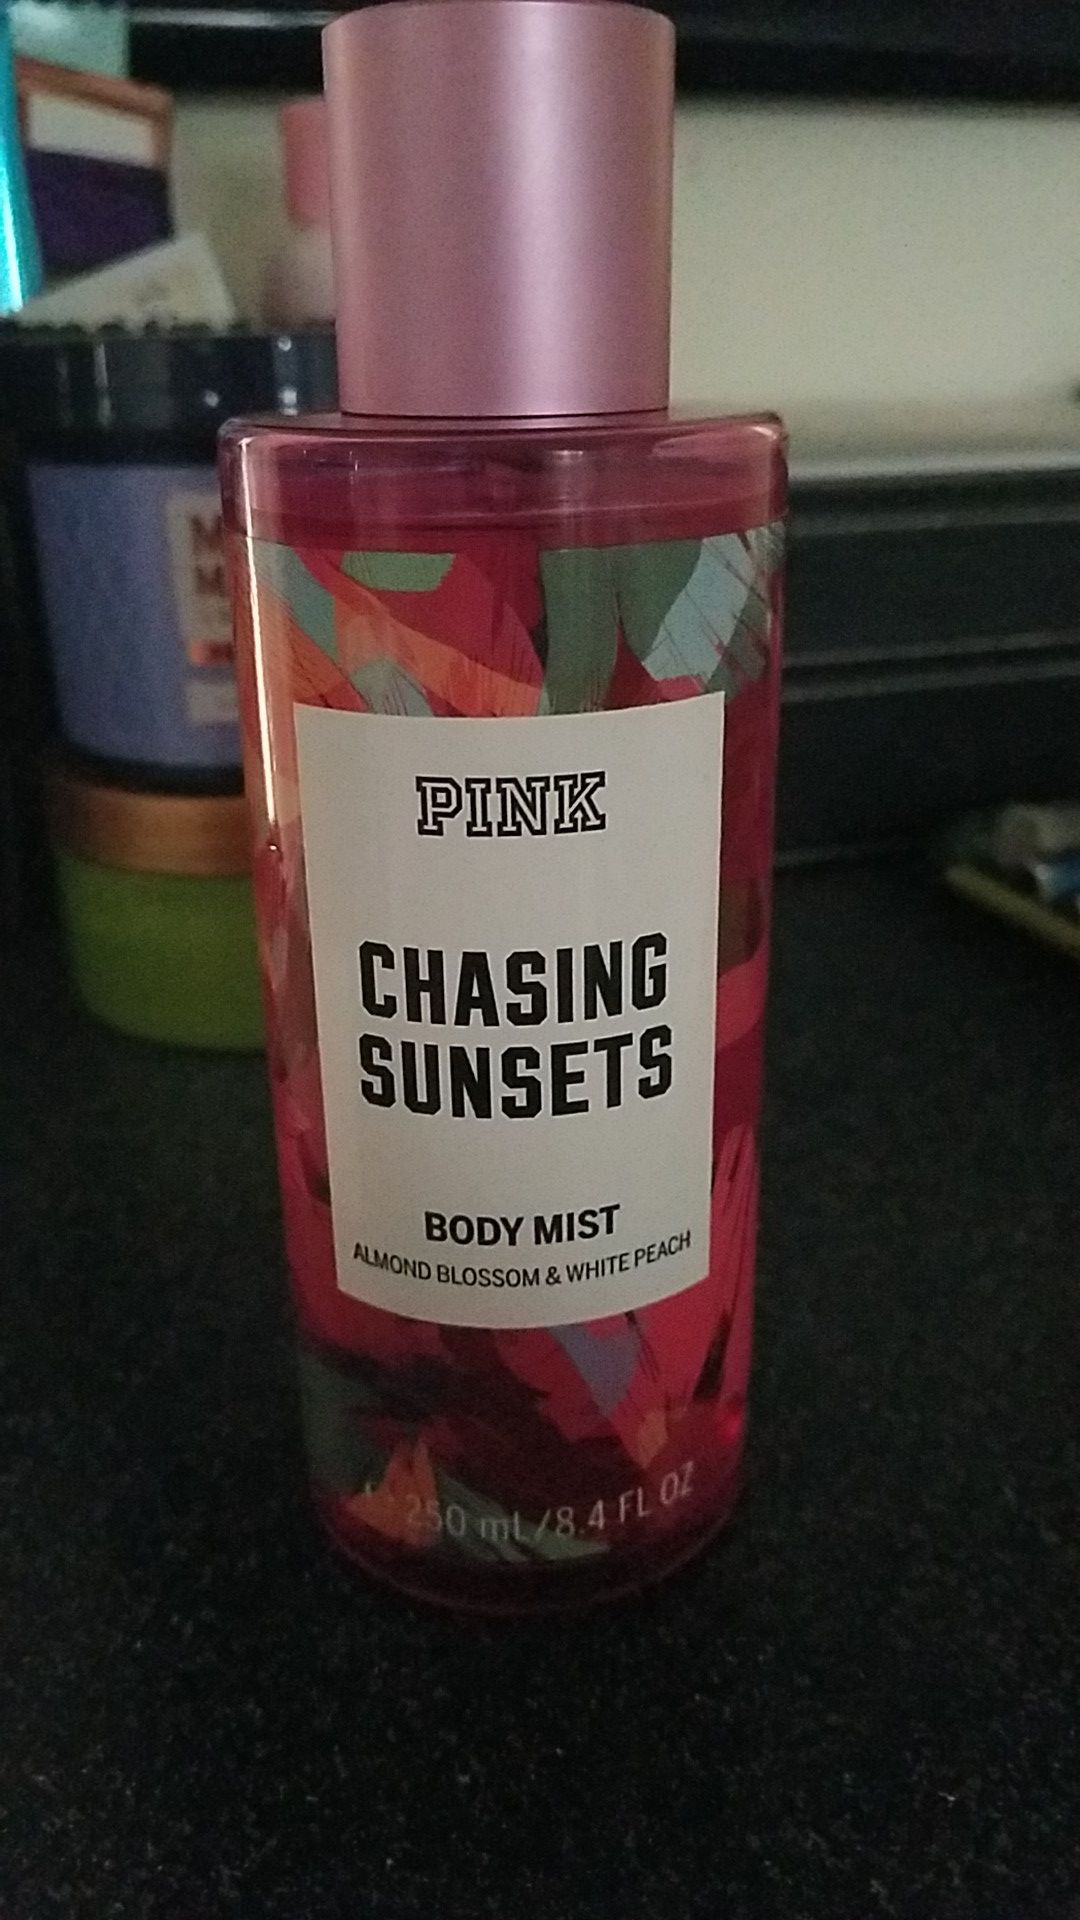 PINK
CHASING
SUNSETS
BODY MIST
ALMOND BLOSSOM & WHITE PEACH
250 mL/8.4 FL OZ